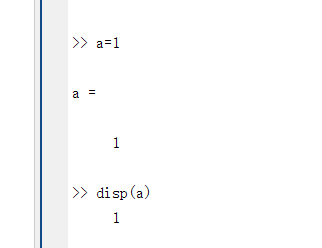 >> a=1
a =
1
>> disp(a)
1